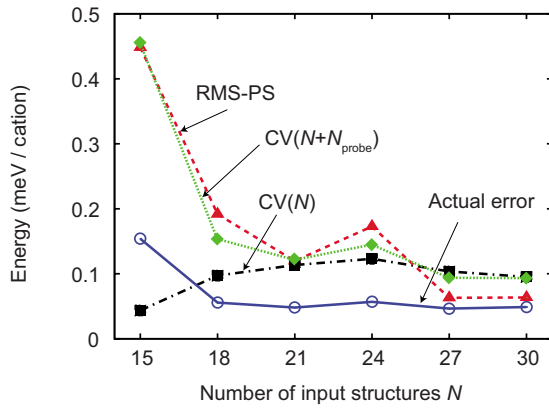 0.5
0.4
0.3
0.2
0.1
0
Energy (meV / cation)
RMS-PS
CV(N+N_probe)
CV(N)
Actual error
15 18 21 24 27 30
Number of input structures N